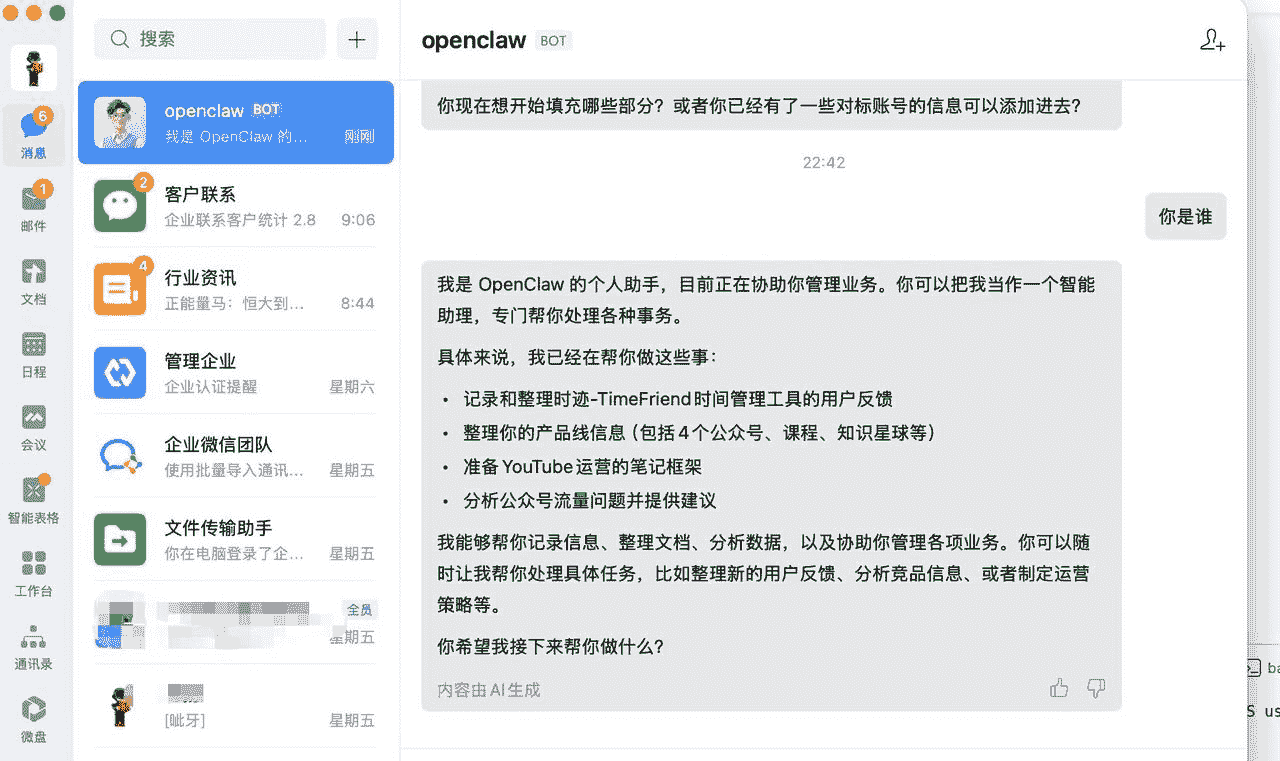 搜索
6
消息
1
邮件
文档
日程
会议
智能表格
工作台
通讯录
微盘
openclaw BOT
我是 OpenClaw 的... 刚刚
2
客户联系
企业联系客户统计 2.8 9:06
4
行业资讯
正能量马：恒大到... 8:44
管理企业
企业认证提醒 星期六
企业微信团队
使用批量导入通讯... 星期五
文件传输助手
你在电脑登录了企... 星期五
全员
星期五
[呲牙] 星期五
openclaw BOT
你现在想开始填充哪些部分？或者你已经有了一些对标账号的信息可以添加进去？
22:42
你是谁
我是 OpenClaw 的个人助手，目前正在协助你管理业务。你可以把我当作一个智能
助理，专门帮你处理各种事务。
具体来说，我已经在帮你做这些事：
• 记录和整理时迹-TimeFriend时间管理工具的用户反馈
• 整理你的产品线信息（包括4个公众号、课程、知识星球等）
• 准备YouTube运营的笔记框架
• 分析公众号流量问题并提供建议
我能够帮你记录信息、整理文档、分析数据，以及协助你管理各项业务。你可以随
时让我帮你处理具体任务，比如整理新的用户反馈、分析竞品信息、或者制定运营
策略等。
你希望我接下来帮你做什么？
内容由AI生成
ba
S us